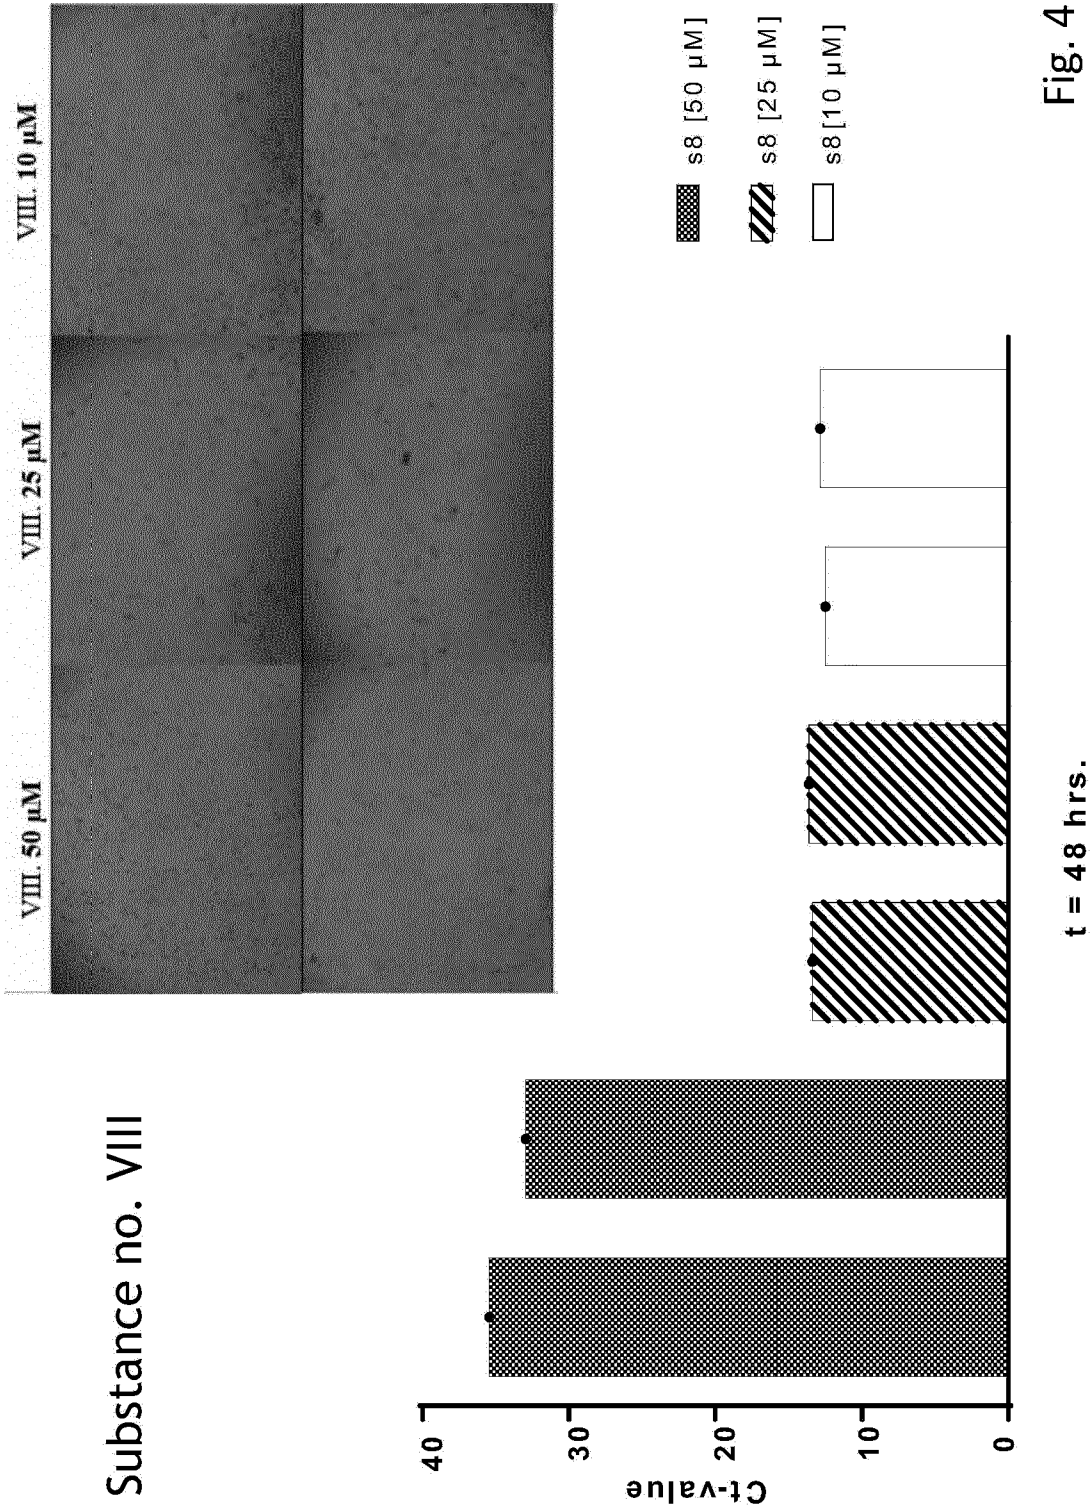 Substance no. VIII
VIII. 50 µM
VIII. 25 µM
VIII. 10 µM
Ct-value
40
30
20
10
0
s8 [50 µM]
s8 [25 µM]
s8[10 µM]
t = 48 hrs.
Fig. 4